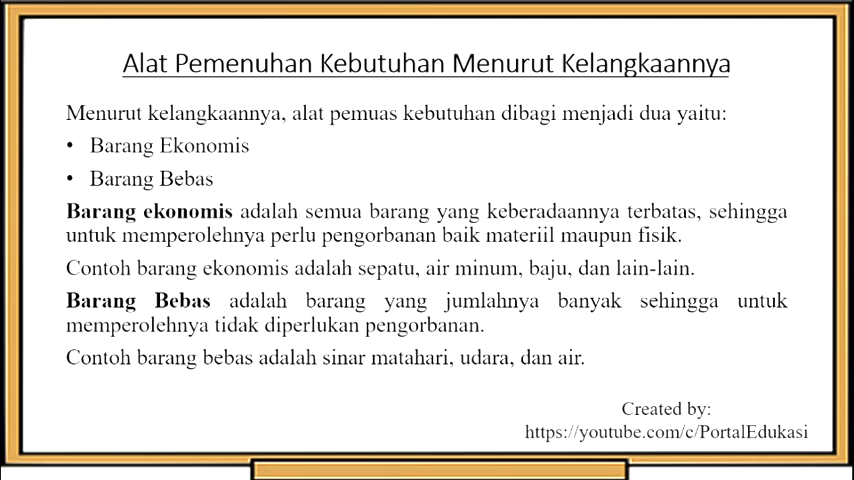 Alat Pemenuhan Kebutuhan Menurut Kelangkaannya
Menurut kelangkaannya, alat pemuas kebutuhan dibagi menjadi dua yaitu:
• Barang Ekonomis
• Barang Bebas
Barang ekonomis adalah semua barang yang keberadaannya terbatas, sehingga
untuk memperolehnya perlu pengorbanan baik materiil maupun fisik.
Contoh barang ekonomis adalah sepatu, air minum, baju, dan lain-lain.
Barang Bebas adalah barang yang jumlahnya banyak sehingga untuk
memperolehnya tidak diperlukan pengorbanan.
Contoh barang bebas adalah sinar matahari, udara, dan air.
Created by:
https://youtube.com/c/PortalEdukasi